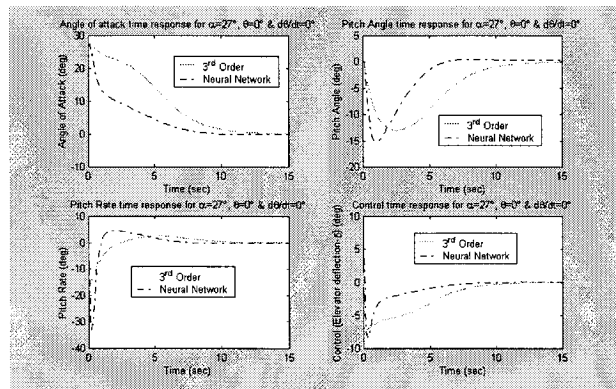 Angle of attack time response for α=27°, θ=0° & dθ/dt=0°
30
20
10
0
-10
Angle of Attack (deg)
3rd Order
Neural Network
0 5 10 15
Time (sec)
Pitch Angle time response for α=27°, θ=0° & dθ/dt=0°
5
0
-5
-10
-15
-20
Pitch Angle (deg)
3rd Order
Neural Network
0 5 10 15
Time (sec)
Pitch Rate time response for α=27°, θ=0° & dθ/dt=0°
10
0
-10
-20
-30
-40
Pitch Rate (deg)
3rd Order
Neural Network
0 5 10 15
Time (sec)
Control time response for α=27°, θ=0° & dθ/dt=0°
10
5
0
-5
-10
Control (Elevator deflection- δ) (deg)
3rd Order
Neural Network
0 5 10 15
Time (sec)